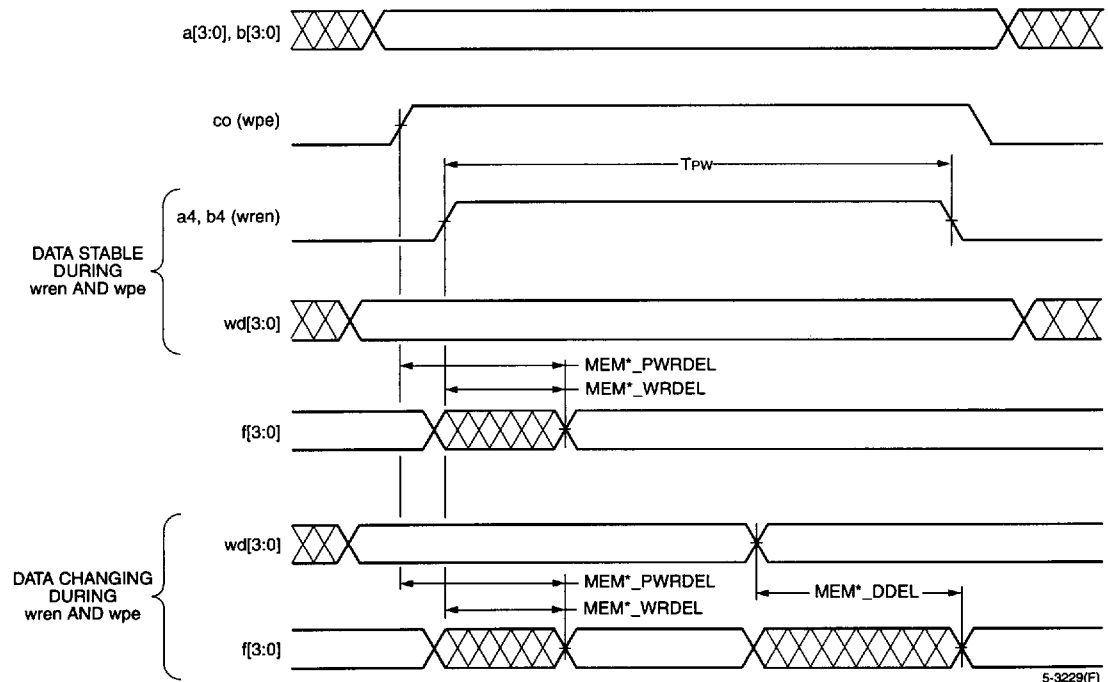 a[3:0], b[3:0]
co (wpe)
TPW
a4, b4 (wren)
DATA STABLE
DURING
wren AND wpe
wd[3:0]
MEM*_PWRDEL
MEM*_WRDEL
f[3:0]
wd[3:0]
DATA CHANGING
DURING
wren AND wpe
MEM*_PWRDEL
MEM*_DDEL
MEM*_WRDEL
f[3:0]
5-3229(F)